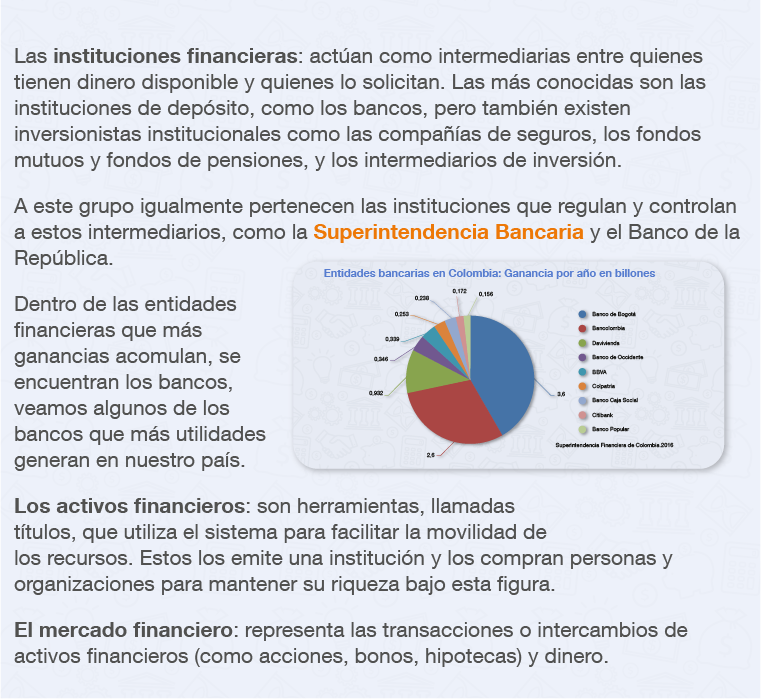 Las instituciones financieras: actúan como intermediarias entre quienes
tienen dinero disponible y quienes lo solicitan. Las más conocidas son las
instituciones de depósito, como los bancos, pero también existen
inversionistas institucionales como las compañías de seguros, los fondos
mutuos y fondos de pensiones, y los intermediarios de inversión.
A este grupo igualmente pertenecen las instituciones que regulan y controlan
a estos intermediarios, como la Superintendencia Bancaria y el Banco de la
República.
Dentro de las entidades
financieras que más
ganancias acomulan, se
encuentran los bancos,
veamos algunos de los
bancos que más utilidades
generan en nuestro país.
Entidades bancarias en Colombia: Ganancia por año en billones
0,172
0,156
0,238
0,253
0,339
0,346
0,932
3,6
2,6
Banco de Bogotá
Bancolombia
Davivienda
Banco de Occidente
BBVA
Colpatria
Banco Caja Social
Citibank
Banco Popular
Superintendencia Financiera de Colombia.2016
Los activos financieros: son herramientas, llamadas
títulos, que utiliza el sistema para facilitar la movilidad de
los recursos. Estos los emite una institución y los compran personas y
organizaciones para mantener su riqueza bajo esta figura.
El mercado financiero: representa las transacciones o intercambios de
activos financieros (como acciones, bonos, hipotecas) y dinero.